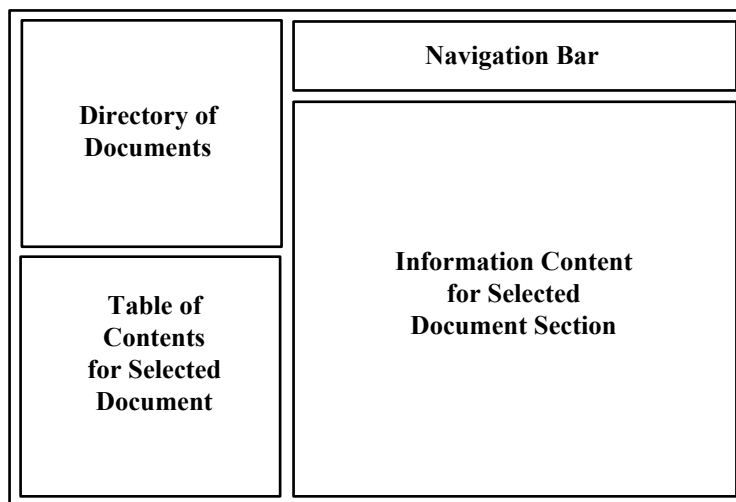 Directory of
Documents
Navigation Bar
Table of
Contents
for Selected
Document
Information Content
for Selected
Document Section